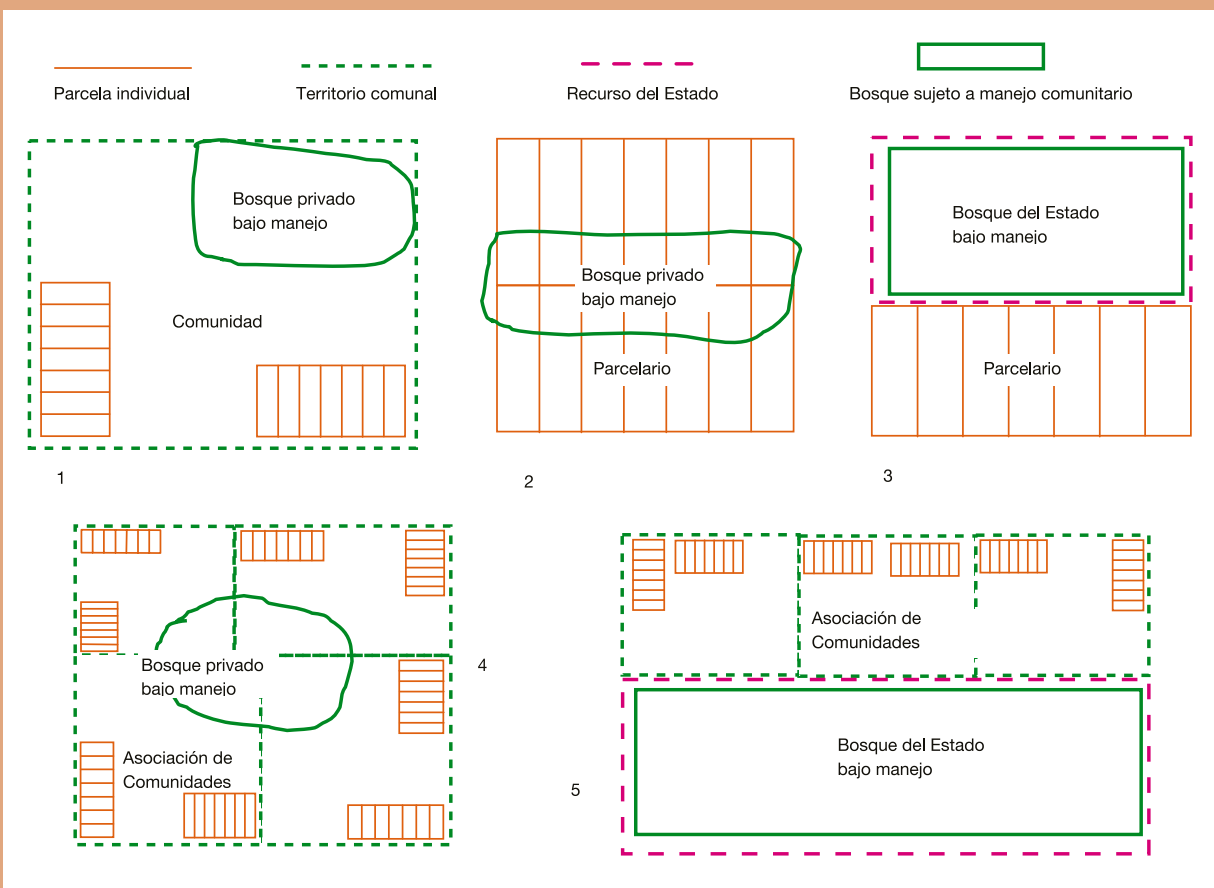 Parcela individual
Territorio comunal
Recurso del Estado
Bosque sujeto a manejo comunitario
Bosque privado
bajo manejo
Comunidad
1
Bosque privado
bajo manejo
Parcelario
2
Bosque del Estado
bajo manejo
Parcelario
3
Bosque privado
bajo manejo
Asociación de
Comunidades
4
Asociación de
Comunidades
Bosque del Estado
bajo manejo
5